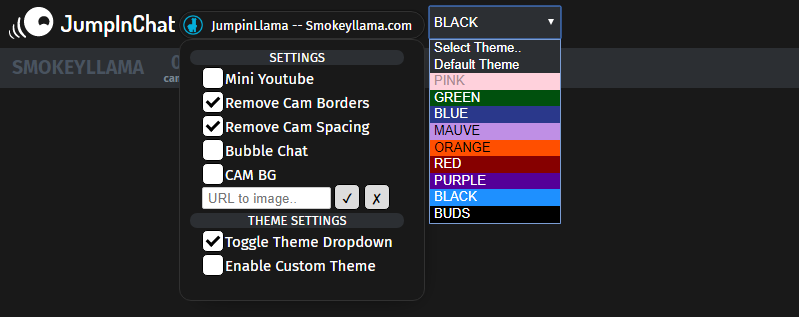 JumpInChat
JumpinLlama -- Smokeyllama.com
BLACK
SMOKEYLLAMA
SETTINGS
Mini Youtube
Remove Cam Borders
Remove Cam Spacing
Bubble Chat
CAM BG
URL to image..
✓
✗
THEME SETTINGS
Toggle Theme Dropdown
Enable Custom Theme
Select Theme..
Default Theme
PINK
GREEN
BLUE
MAUVE
ORANGE
RED
PURPLE
BLACK
BUDS